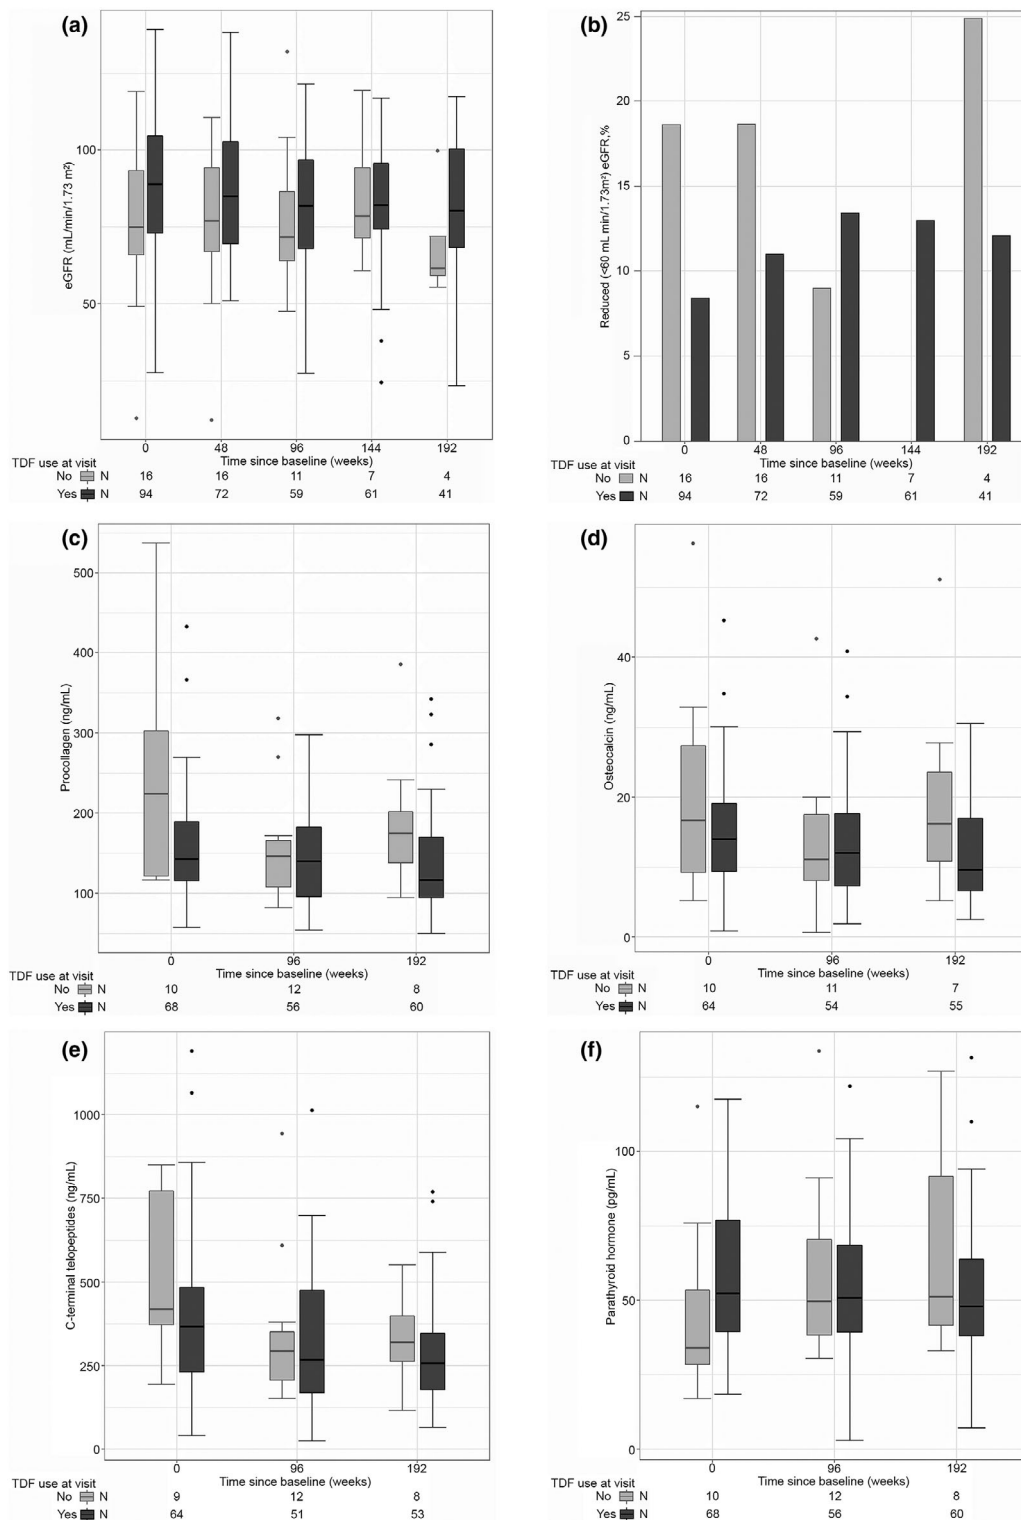 (a)
eGFR (mL/min/1.73 m²)
100
50
0 48 96 144 192
Time since baseline (weeks)
TDF use at visit
No N 16 16 11 7 4
Yes N 94 72 59 61 41
(b)
Reduced (<60 mL min/1.73m²) eGFR,%
25
20
15
10
5
0
0 48 96 144 192
Time since baseline (weeks)
TDF use at visit
No N 16 16 11 7 4
Yes N 94 72 59 61 41
(c)
Procollagen (ng/mL)
500
400
300
200
100
0 96 192
Time since baseline (weeks)
TDF use at visit
No N 10 12 8
Yes N 68 56 60
(d)
Osteocalcin (ng/mL)
40
20
0
0 96 192
Time since baseline (weeks)
TDF use at visit
No N 10 11 7
Yes N 64 54 55
(e)
C-terminal telopeptides (ng/mL)
1000
750
500
250
0
0 96 192
Time since baseline (weeks)
TDF use at visit
No N 9 12 8
Yes N 64 51 53
(f)
Parathyroid hormone (pg/mL)
100
50
0
0 96 192
Time since baseline (weeks)
TDF use at visit
No N 10 12 8
Yes N 68 56 60